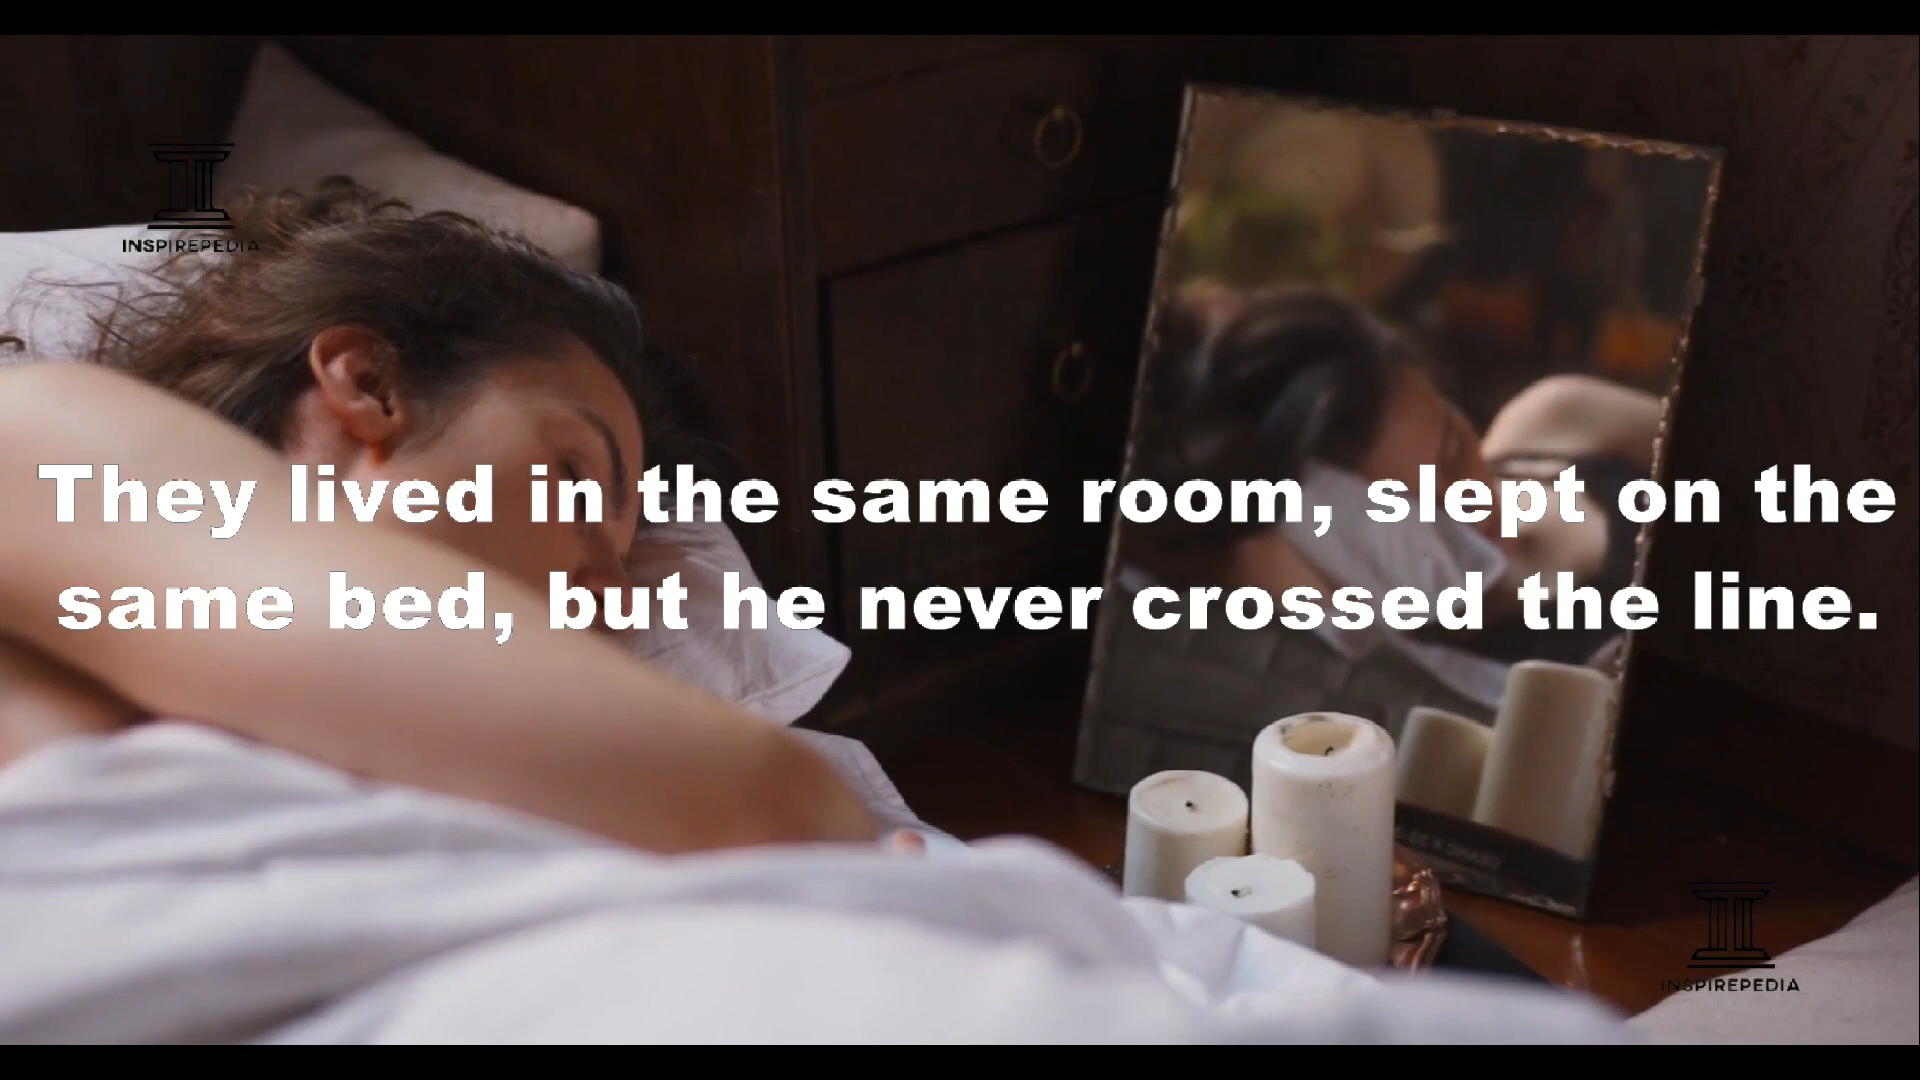 INSPIREPEDIA
They lived in the same room, slept on the
same bed, but he never crossed the line.
INSPIREPEDIA